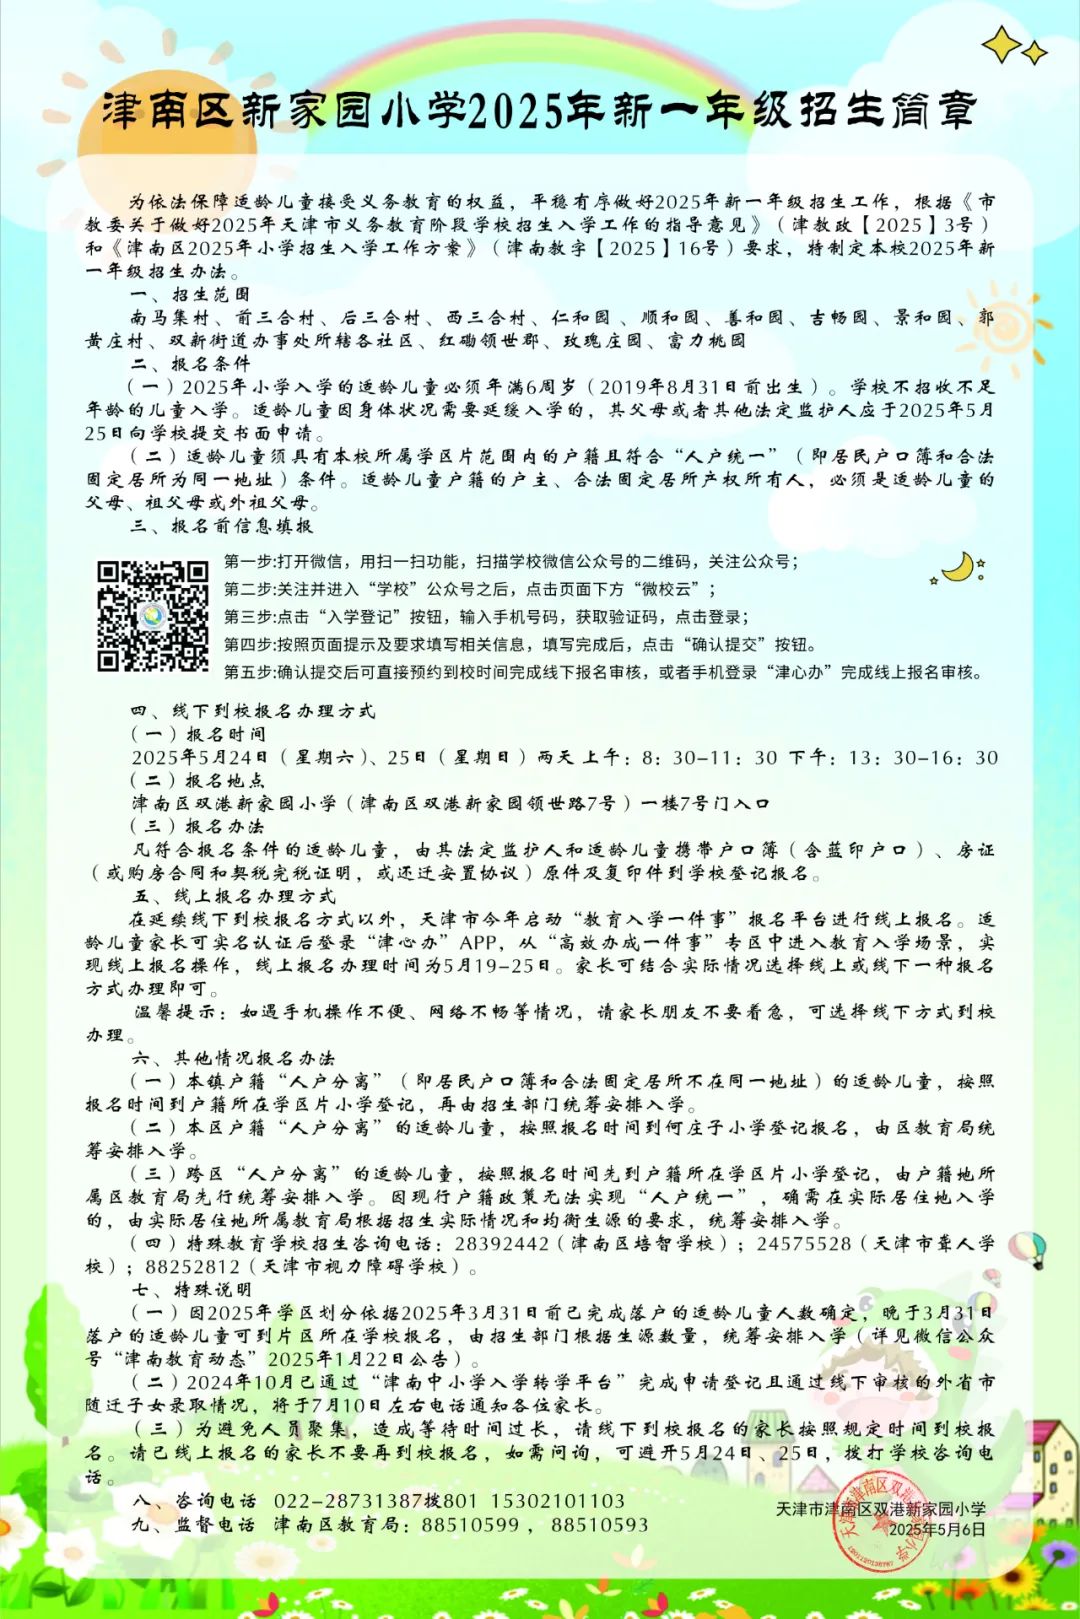 津南区新家园小学2025年新一年级招生简章
为依法保障适龄儿童接受义务教育的权益，平稳有序做好2025年新一年级招生工作，根据《市
教委关于做好2025年天津市义务教育阶段学校招生入学工作的指导意见》（津教政【2025】3号）
和《津南区2025年小学招生入学工作方案》（津南教字【2025】16号）要求，特制定本校2025年新
一年级招生办法。
一、招生范围
南马集村、前三合村、后三合村、西三合村、仁和园 、顺和园、善和园、吉畅园、景和园、郭
黄庄村、双新街道办事处所辖各社区、红磡领世郡、玫瑰庄园、富力桃园
二、报名条件
（一）2025年小学入学的适龄儿童必须年满6周岁（2019年8月31日前出生）。学校不招收不足
年龄的儿童入学。适龄儿童因身体状况需要延缓入学的，其父母或者其他法定监护人应于2025年5月
25日向学校提交书面申请。
（二）适龄儿童须具有本校所属学区片范围内的户籍且符合“人户统一”（即居民户口簿和合法
固定居所为同一地址）条件。适龄儿童户籍的户主、合法固定居所产权所有人，必须是适龄儿童的
父母、祖父母或外祖父母。
三、报名前信息填报
第一步:打开微信，用扫一扫功能，扫描学校微信公众号的二维码，关注公众号；
第二步:关注并进入“学校”公众号之后，点击页面下方“微校云”；
第三步:点击“入学登记”按钮，输入手机号码，获取验证码，点击登录；
第四步:按照页面提示及要求填写相关信息，填写完成后，点击“确认提交”按钮。
第五步:确认提交后可直接预约到校时间完成线下报名审核，或者手机登录“津心办”完成线上报名审核。
四、线下到校报名办理方式
（一）报名时间
2025年5月24日（星期六）、25日（星期日）两天 上午：8：30-11：30 下午：13：30-16：30
（二）报名地点
津南区双港新家园小学（津南区双港新家园领世路7号）一楼7号门入口
（三）报名办法
凡符合报名条件的适龄儿童，由其法定监护人和适龄儿童携带户口簿（含蓝印户口）、房证
（或购房合同和契税完税证明，或还迁安置协议）原件及复印件到学校登记报名。
五、线上报名办理方式
在延续线下到校报名方式以外，天津市今年启动“教育入学一件事”报名平台进行线上报名。适
龄儿童家长可实名认证后登录“津心办”APP，从“高效办成一件事”专区中进入教育入学场景，实
现线上报名操作，线上报名办理时间为5月19-25日。家长可结合实际情况选择线上或线下一种报名
方式办理即可。
温馨提示：如遇手机操作不便、网络不畅等情况，请家长朋友不要着急，可选择线下方式到校
办理。
六、其他情况报名办法
（一）本镇户籍“人户分离”（即居民户口簿和合法固定居所不在同一地址）的适龄儿童，按照
报名时间到户籍所在学区片小学登记，再由招生部门统筹安排入学。
（二）本区户籍“人户分离”的适龄儿童，按照报名时间到何庄子小学登记报名，由区教育局统
筹安排入学。
（三）跨区“人户分离”的适龄儿童，按照报名时间先到户籍所在学区片小学登记，由户籍地所
属区教育局先行统筹安排入学。因现行户籍政策无法实现“人户统一”，确需在实际居住地入学
的，由实际居住地所属教育局根据招生实际情况和均衡生源的要求，统筹安排入学。
（四）特殊教育学校招生咨询电话：28392442（津南区培智学校）；24575528（天津市聋人学
校）；88252812（天津市视力障碍学校）。
七、特殊说明
（一）因2025年学区划分依据2025年3月31日前已完成落户的适龄儿童人数确定，晚于3月31日
落户的适龄儿童可到片区所在学校报名，由招生部门根据生源数量，统筹安排入学（详见微信公众
号“津南教育动态”2025年1月22日公告）。
（二）2024年10月已通过“津南中小学入学转学平台”完成申请登记且通过线下审核的外省市
随迁子女录取情况，将于7月10日左右电话通知各位家长。
（三）为避免人员聚集，造成等待时间过长，请线下到校报名的家长按照规定时间到校报
名。请已线上报名的家长不要再到校报名，如需问询，可避开5月24日、25日，拨打学校咨询电
话。
八、咨询电话 022-28731387拨801 15302101103
九、监督电话 津南区教育局：88510599 ，88510593
天津市津南区双港新家园小学
2025年5月6日